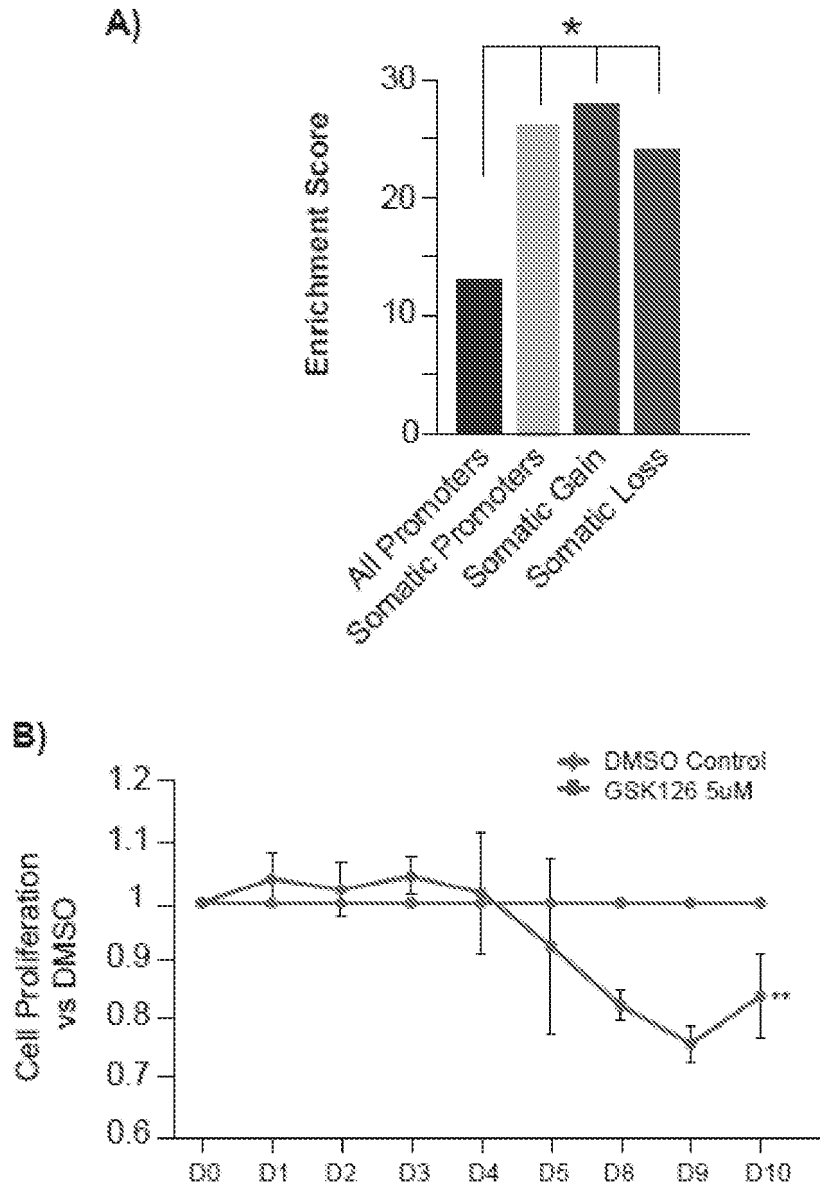 A)
*
Enrichment Score
30
20
10
0
All Promoters
Somatic Promoters
Somatic Gain
Somatic Loss
B)
DMSO Control
GSK126 5uM
Cell Proliferation
vs DMSO
1.2
1.1
1
0.9
0.8
0.7
0.6
**
D0 D1 D2 D3 D4 D5 D6 D9 D10